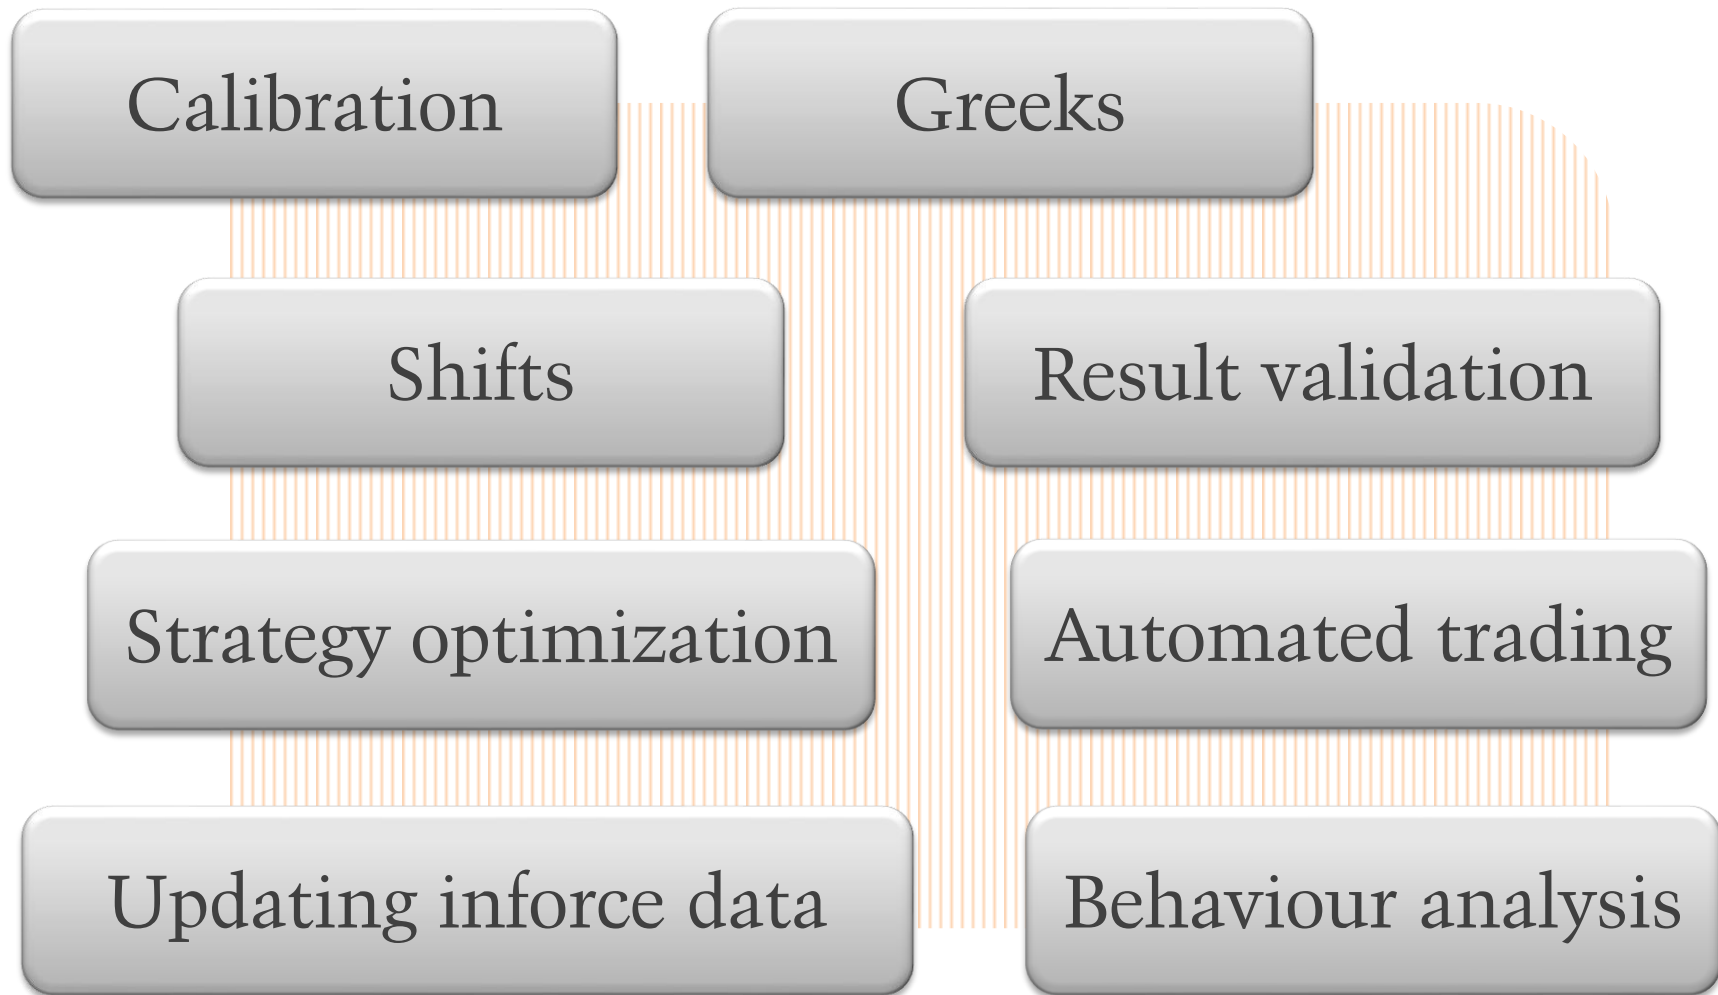 Calibration
Greeks
Shifts
Result validation
Strategy optimization
Automated trading
Updating inforce data
Behaviour analysis